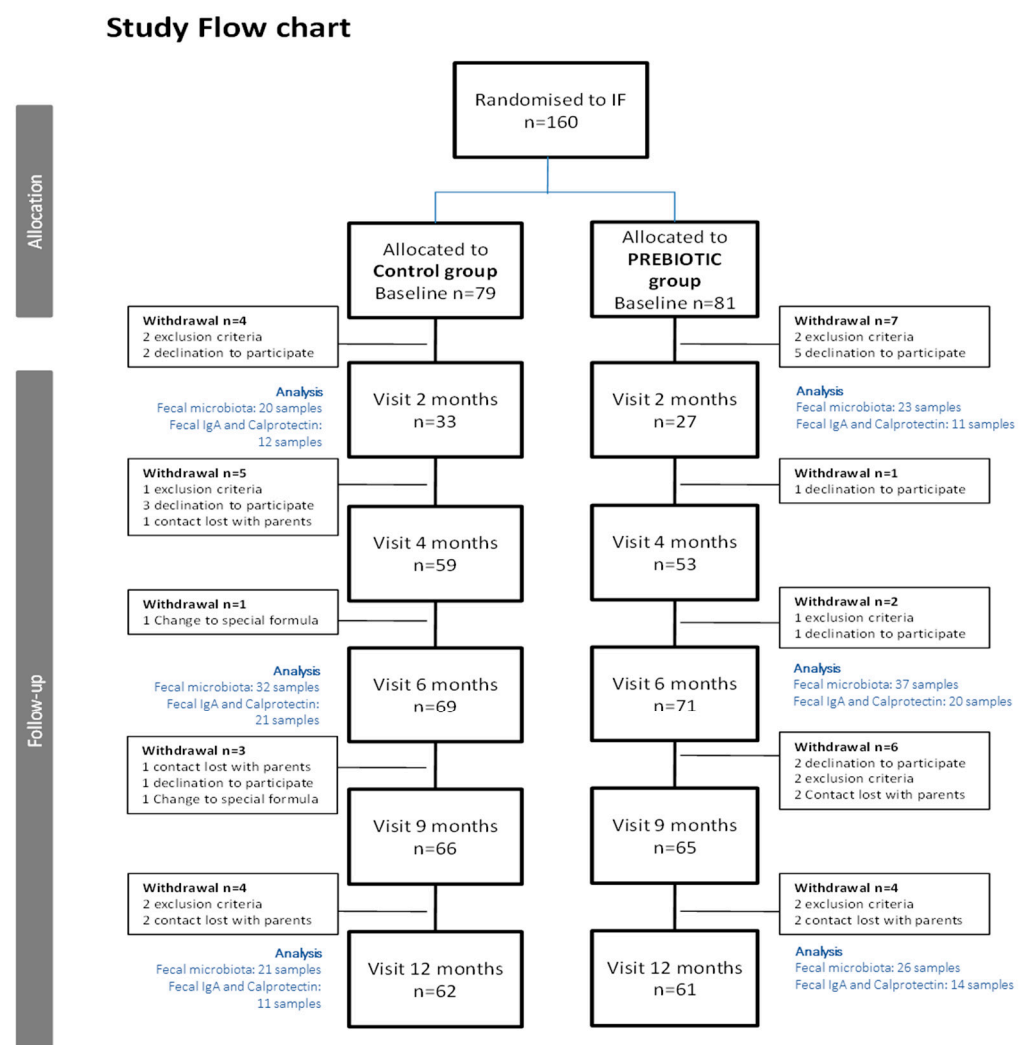 Study Flow chart
Allocation
Randomised to IF
n=160
Allocated to
Control group
Baseline n=79
Allocated to
PREBIOTIC
group
Baseline n=81
Withdrawal n=4
2 exclusion criteria
2 declination to participate
Withdrawal n=7
2 exclusion criteria
5 declination to participate
Follow-up
Analysis
Fecal microbiota: 20 samples
Fecal IgA and Calprotectin:
12 samples
Visit 2 months
n=33
Visit 2 months
n=27
Analysis
Fecal microbiota: 23 samples
Fecal IgA and Calprotectin: 11 samples
Withdrawal n=5
1 exclusion criteria
3 declination to participate
1 contact lost with parents
Withdrawal n=1
1 declination to participate
Visit 4 months
n=59
Visit 4 months
n=53
Withdrawal n=1
1 Change to special formula
Withdrawal n=2
1 exclusion criteria
1 declination to participate
Analysis
Fecal microbiota: 32 samples
Fecal IgA and Calprotectin:
21 samples
Visit 6 months
n=69
Visit 6 months
n=71
Analysis
Fecal microbiota: 37 samples
Fecal IgA and Calprotectin: 20 samples
Withdrawal n=3
1 contact lost with parents
1 declination to participate
1 Change to special formula
Withdrawal n=6
2 declination to participate
2 exclusion criteria
2 Contact lost with parents
Visit 9 months
n=66
Visit 9 months
n=65
Withdrawal n=4
2 exclusion criteria
2 contact lost with parents
Withdrawal n=4
2 exclusion criteria
2 contact lost with parents
Analysis
Fecal microbiota: 21 samples
Fecal IgA and Calprotectin:
11 samples
Visit 12 months
n=62
Visit 12 months
n=61
Analysis
Fecal microbiota: 26 samples
Fecal IgA and Calprotectin: 14 samples